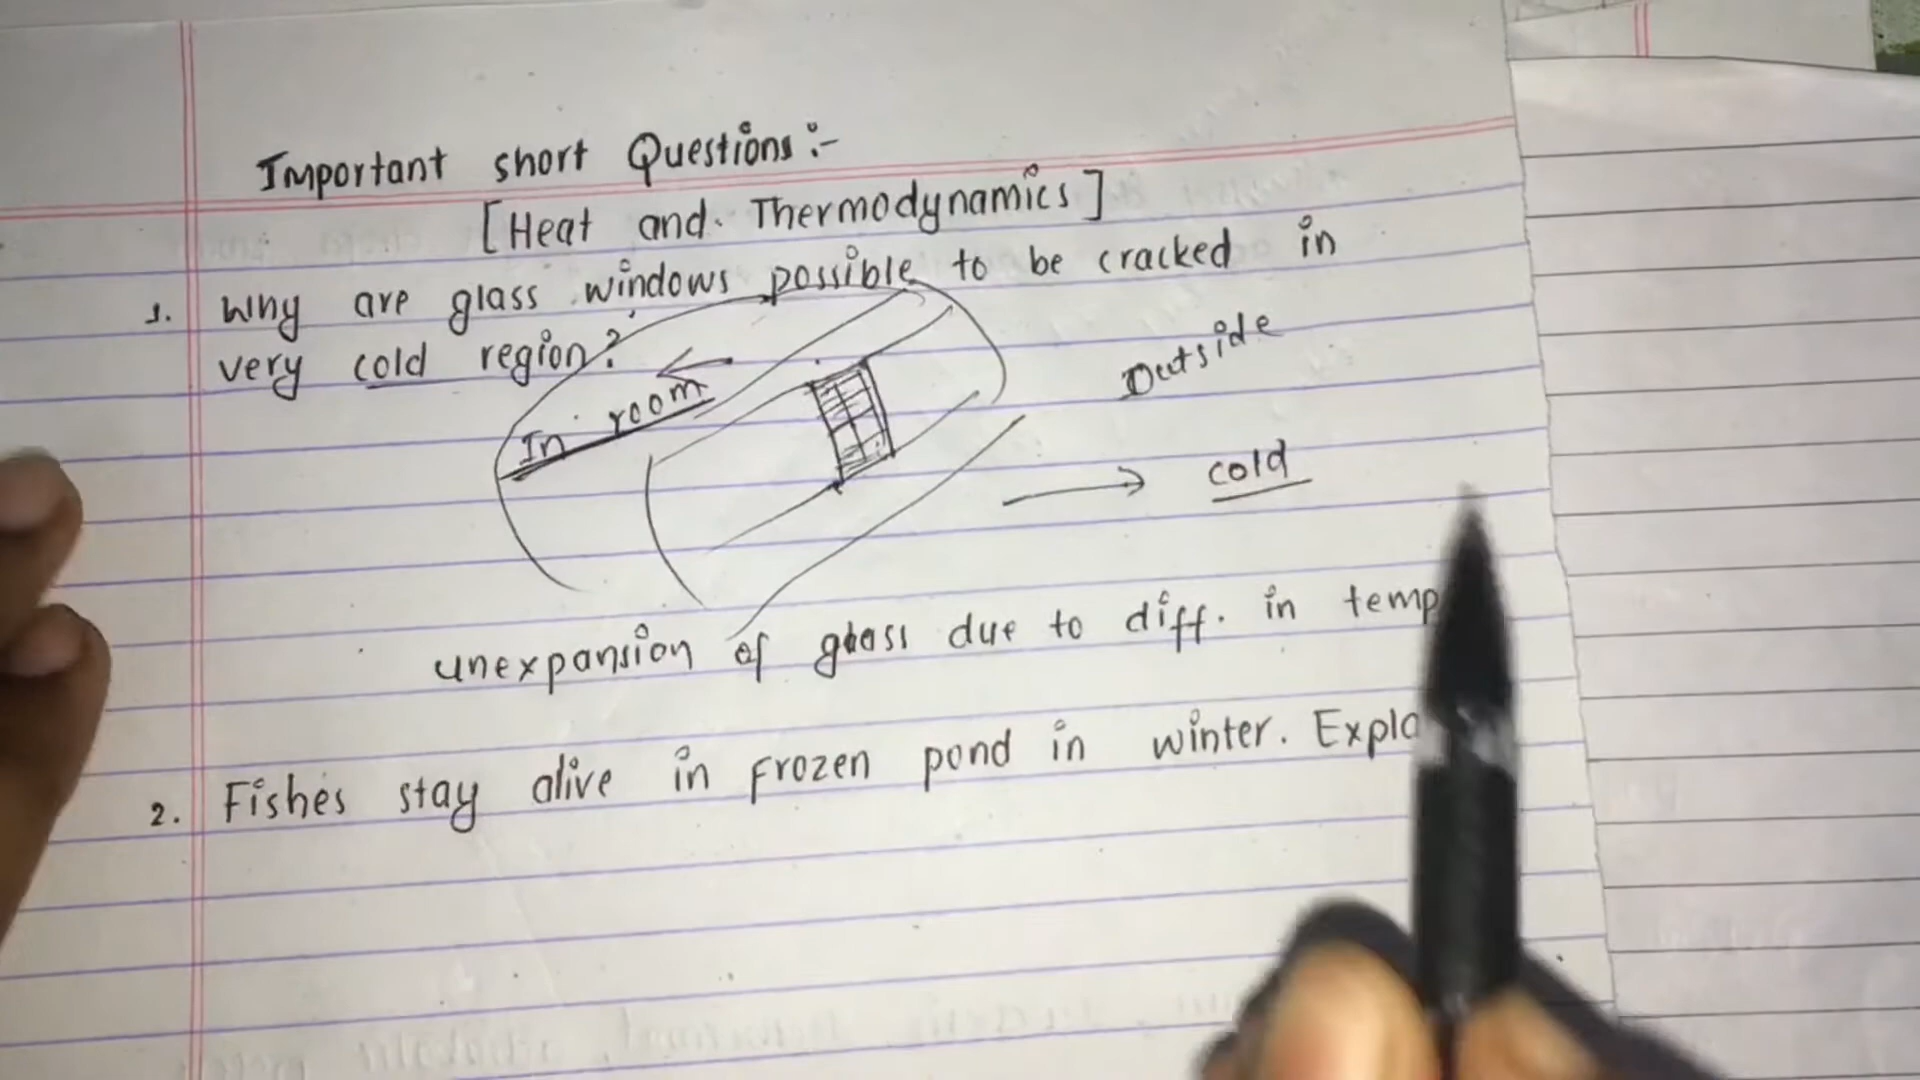 Important short Questions :-
[Heat and Thermodynamics]
1. Why are glass windows possible to be cracked in
very cold region?
In room
Outside
cold
unexpansion of glass due to diff. in temp
2. Fishes stay alive in frozen pond in winter.